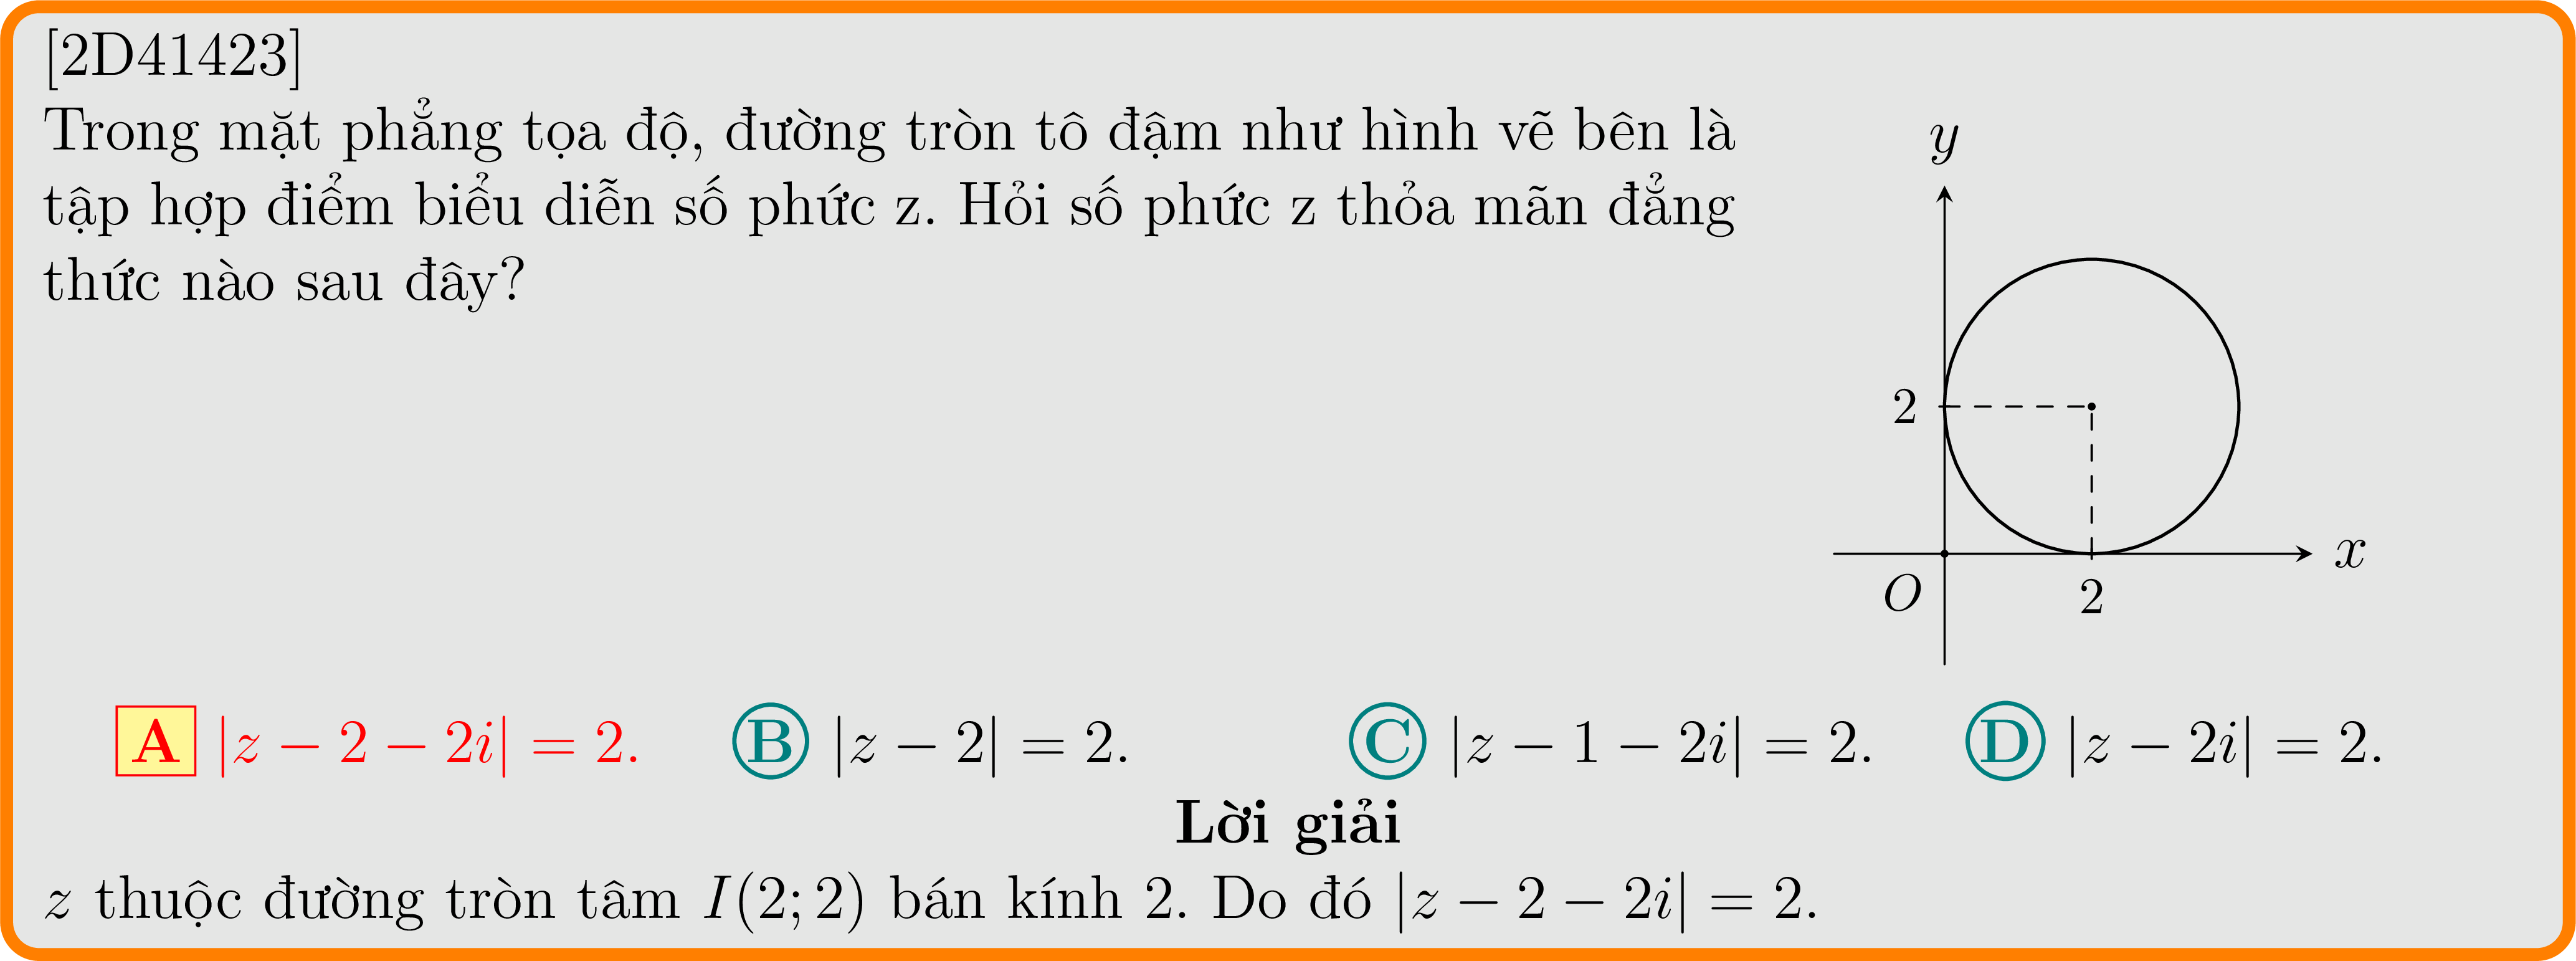 [2D41423]
Trong mặt phẳng tọa độ, đường tròn tô đậm như hình vẽ bên là
tập hợp điểm biểu diễn số phức z. Hỏi số phức z thỏa mãn đẳng
thức nào sau đây?
y
2
x
O
2
A |z − 2 − 2i| = 2. B |z − 2| = 2. C |z − 1 − 2i| = 2. D |z − 2i| = 2.
Lời giải
z thuộc đường tròn tâm I(2; 2) bán kính 2. Do đó |z − 2 − 2i| = 2.